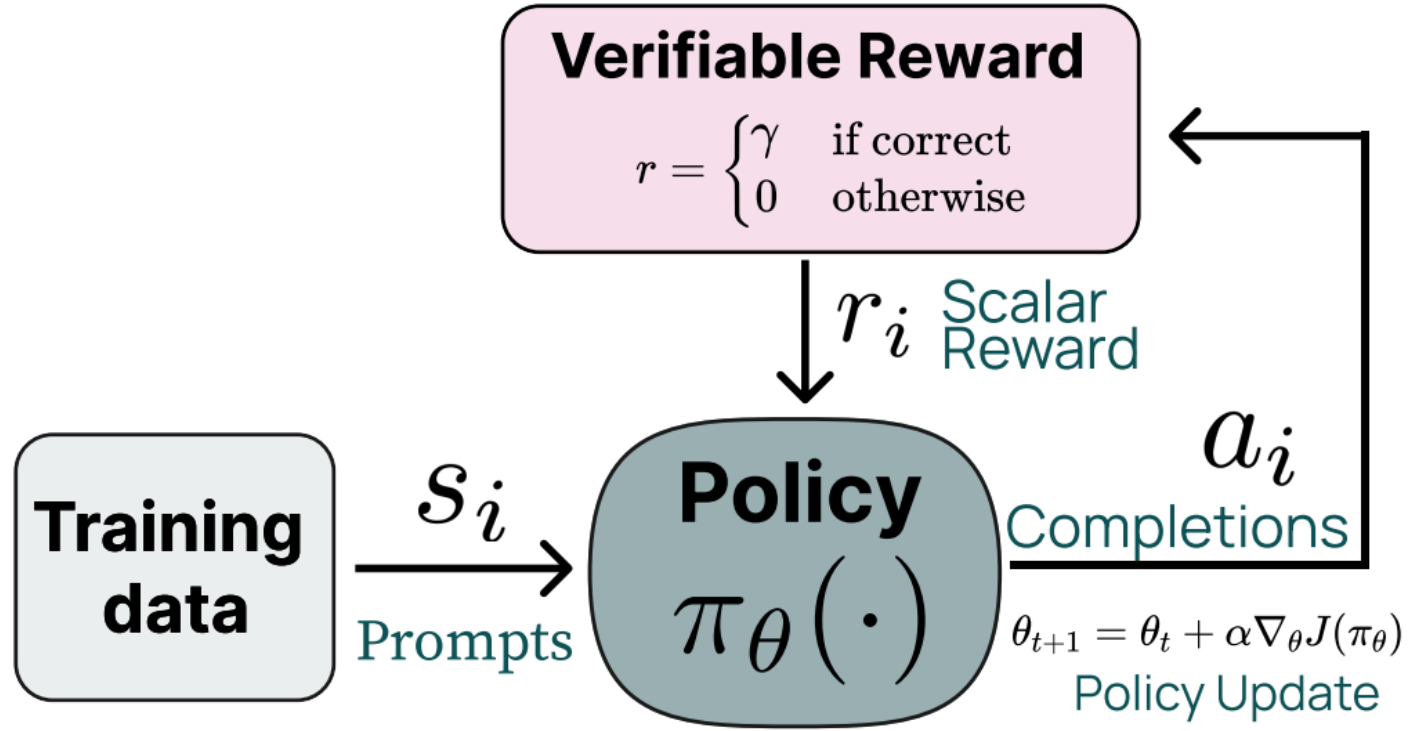 Verifiable Reward
r = { γ if correct
0 otherwise
r_i Scalar
Reward
a_i
Completions
Training
data
s_i
Prompts
Policy
π_θ(·)
θ_{t+1} = θ_t + α∇_θJ(π_θ)
Policy Update